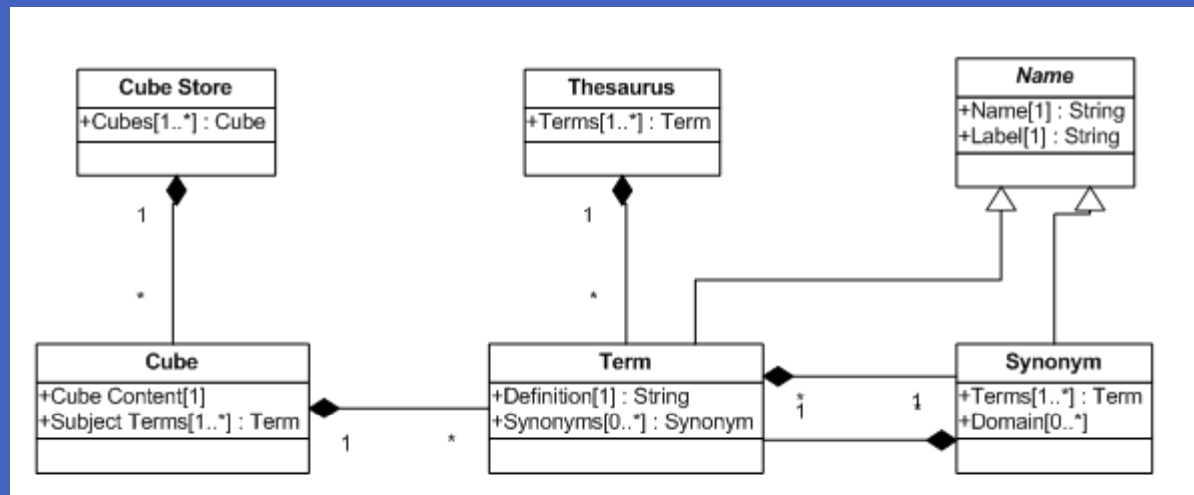 Cube Store
+Cubes[1..*] : Cube
Thesaurus
+Terms[1..*] : Term
Name
+Name[1] : String
+Label[1] : String
1
*
1
*
Cube
+Cube Content[1]
+Subject Terms[1..*] : Term
1
*
Term
+Definition[1] : String
+Synonyms[0..*] : Synonym
*
1
1
Synonym
+Terms[1..*] : Term
+Domain[0..*]